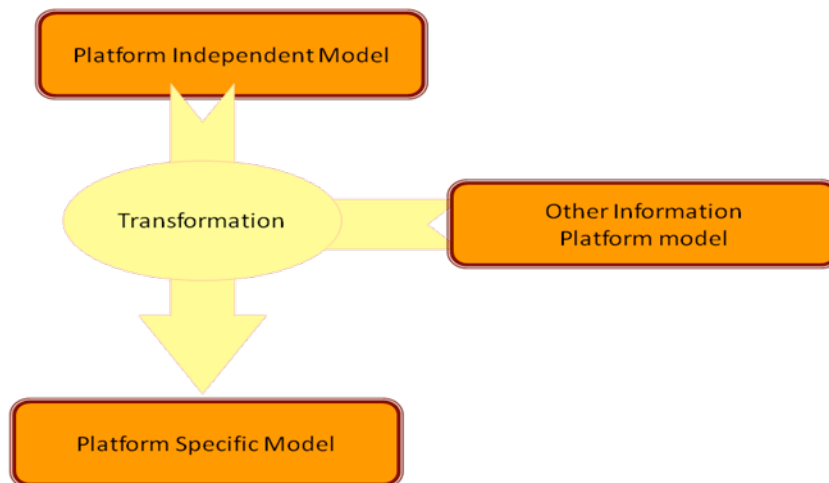 Platform Independent Model
Transformation
Other Information
Platform model
Platform Specific Model